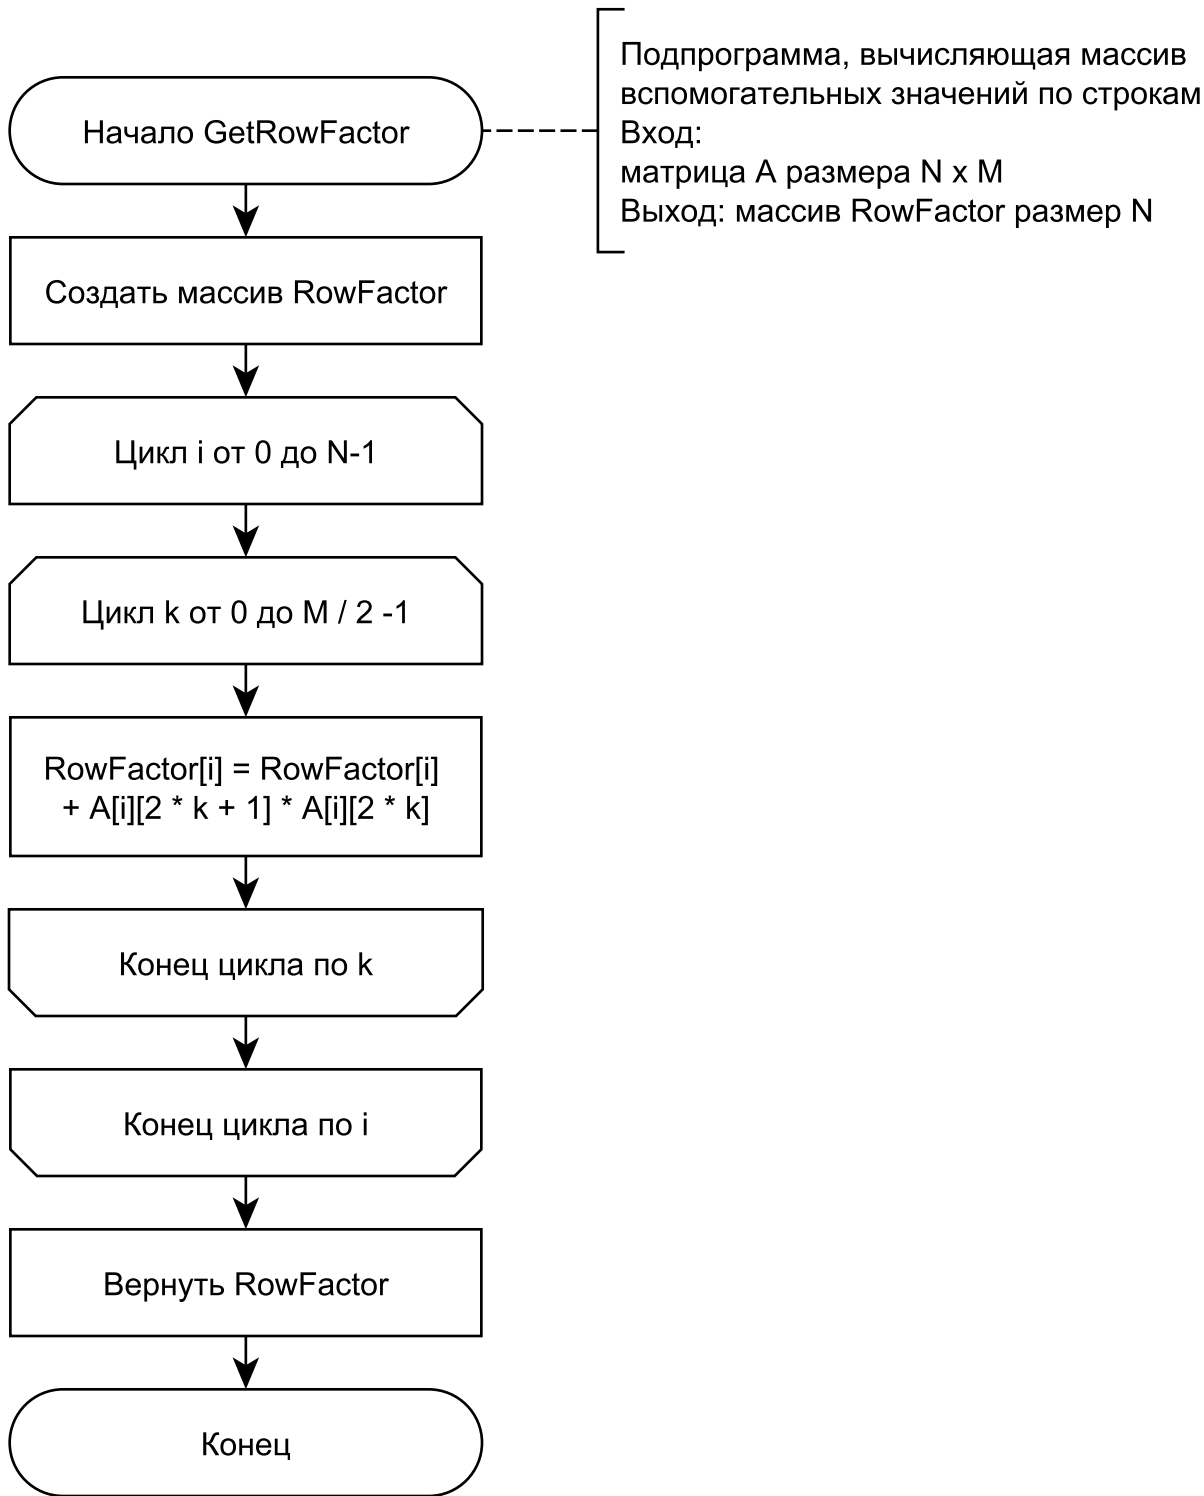 Начало GetRowFactor
Подпрограмма, вычисляющая массив
вспомогательных значений по строкам
Вход:
матрица A размера N x M
Выход: массив RowFactor размер N
Создать массив RowFactor
Цикл i от 0 до N-1
Цикл k от 0 до M / 2 -1
RowFactor[i] = RowFactor[i]
+ A[i][2 * k + 1] * A[i][2 * k]
Конец цикла по k
Конец цикла по i
Вернуть RowFactor
Конец